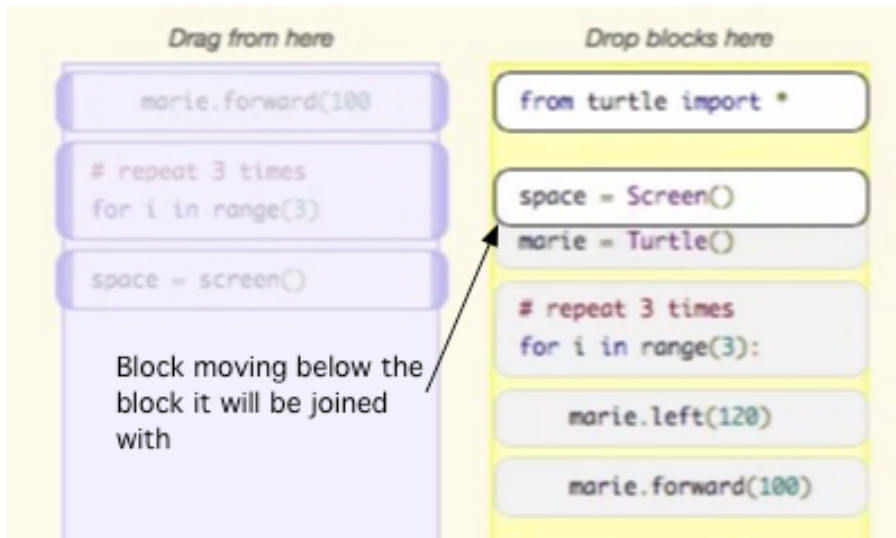 Drag from here
marie.forward(100
# repeat 3 times
for i in range(3)
space = screen()
Block moving below the
block it will be joined
with
Drop blocks here
from turtle import *
space = Screen()
marie = Turtle()
# repeat 3 times
for i in range(3):
marie.left(120)
marie.forward(100)